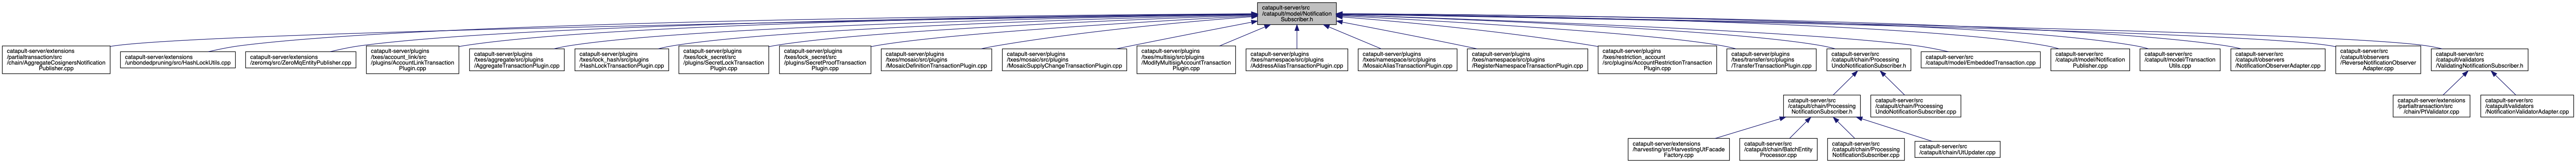 catapult-server/src
/catapult/model/Notification
Subscriber.h
catapult-server/extensions
/partialtransaction/src
/chain/AggregateCosignersNotification
Publisher.cpp
catapult-server/extensions
/unbondedpruning/src/HashLockUtils.cpp
catapult-server/extensions
/zeromq/src/ZeroMqEntityPublisher.cpp
catapult-server/plugins
/txes/account_link/src
/plugins/AccountLinkTransaction
Plugin.cpp
catapult-server/plugins
/txes/aggregate/src/plugins
/AggregateTransactionPlugin.cpp
catapult-server/plugins
/txes/lock_hash/src/plugins
/HashLockTransactionPlugin.cpp
catapult-server/plugins
/txes/lock_secret/src
/plugins/SecretLockTransaction
Plugin.cpp
catapult-server/plugins
/txes/lock_secret/src
/plugins/SecretProofTransaction
Plugin.cpp
catapult-server/plugins
/txes/mosaic/src/plugins
/MosaicDefinitionTransactionPlugin.cpp
catapult-server/plugins
/txes/mosaic/src/plugins
/MosaicSupplyChangeTransactionPlugin.cpp
catapult-server/plugins
/txes/multisig/src/plugins
/ModifyMultisigAccountTransaction
Plugin.cpp
catapult-server/plugins
/txes/namespace/src/plugins
/AddressAliasTransactionPlugin.cpp
catapult-server/plugins
/txes/namespace/src/plugins
/MosaicAliasTransactionPlugin.cpp
catapult-server/plugins
/txes/namespace/src/plugins
/RegisterNamespaceTransactionPlugin.cpp
catapult-server/plugins
/txes/restriction_account
/src/plugins/AccountRestrictionTransaction
Plugin.cpp
catapult-server/plugins
/txes/transfer/src/plugins
/TransferTransactionPlugin.cpp
catapult-server/src
/catapult/chain/Processing
UndoNotificationSubscriber.h
catapult-server/src
/catapult/model/EmbeddedTransaction.cpp
catapult-server/src
/catapult/model/Notification
Publisher.cpp
catapult-server/src
/catapult/model/Transaction
Utils.cpp
catapult-server/src
/catapult/observers
/NotificationObserverAdapter.cpp
catapult-server/src
/catapult/observers
/ReverseNotificationObserver
Adapter.cpp
catapult-server/src
/catapult/validators
/ValidatingNotificationSubscriber.h
catapult-server/src
/catapult/chain/Processing
NotificationSubscriber.h
catapult-server/src
/catapult/chain/Processing
UndoNotificationSubscriber.cpp
catapult-server/extensions
/partialtransaction/src
/chain/PtValidator.cpp
catapult-server/src
/catapult/validators
/NotificationValidatorAdapter.cpp
catapult-server/extensions
/harvesting/src/HarvestingUtFacade
Factory.cpp
catapult-server/src
/catapult/chain/BatchEntity
Processor.cpp
catapult-server/src
/catapult/chain/Processing
NotificationSubscriber.cpp
catapult-server/src
/catapult/chain/UtUpdater.cpp